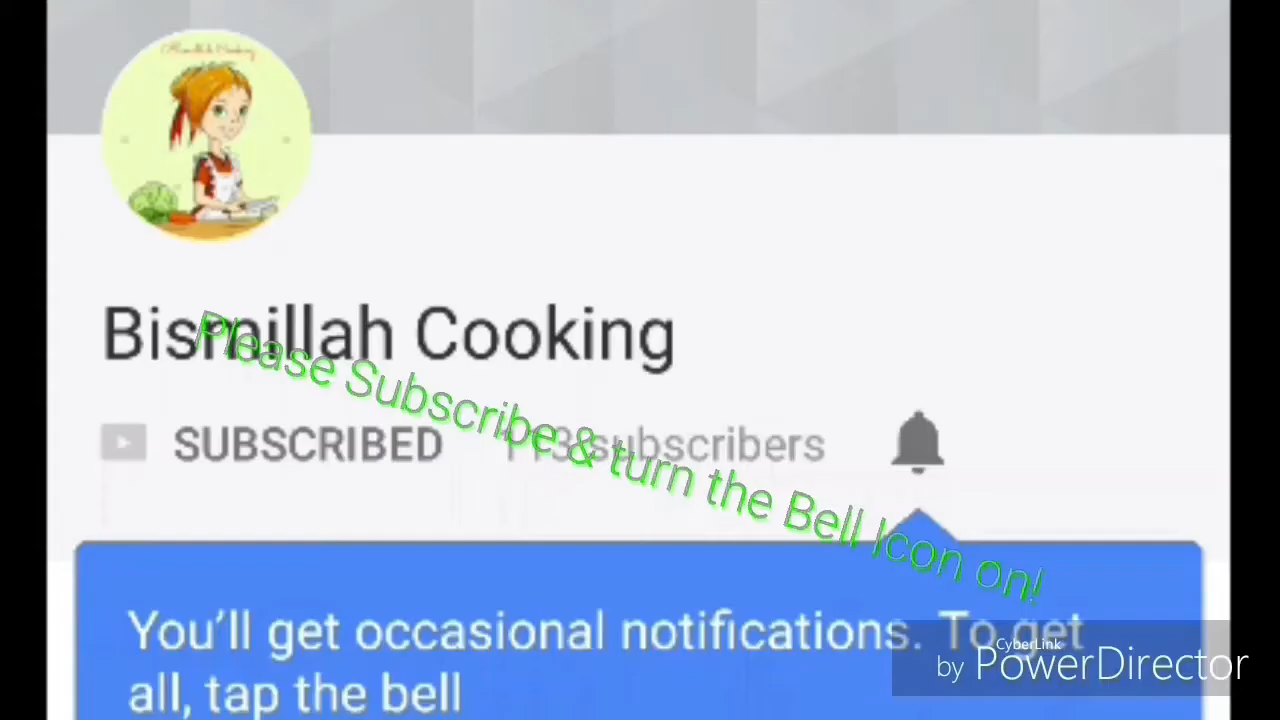 Bismillah Cooking
Please Subscribe & turn the Bell Icon on!
SUBSCRIBED
113 subscribers
You’ll get occasional notifications. To get
all, tap the bell
CyberLink
by PowerDirector